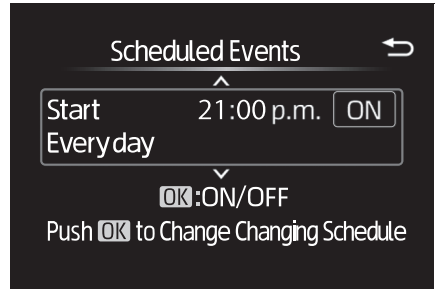 Scheduled Events
Start 21:00 p.m. ON
Everyday
OK:ON/OFF
Push OK to Change Changing Schedule